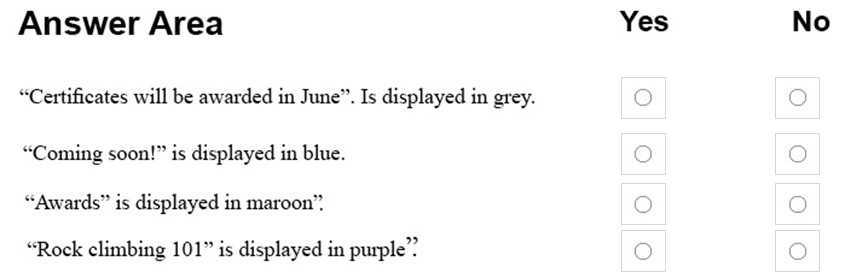 Answer Area Yes No
“Certificates will be awarded in June”. Is displayed in grey.
“Coming soon!” is displayed in blue.
“Awards” is displayed in maroon”.
“Rock climbing 101” is displayed in purple”.